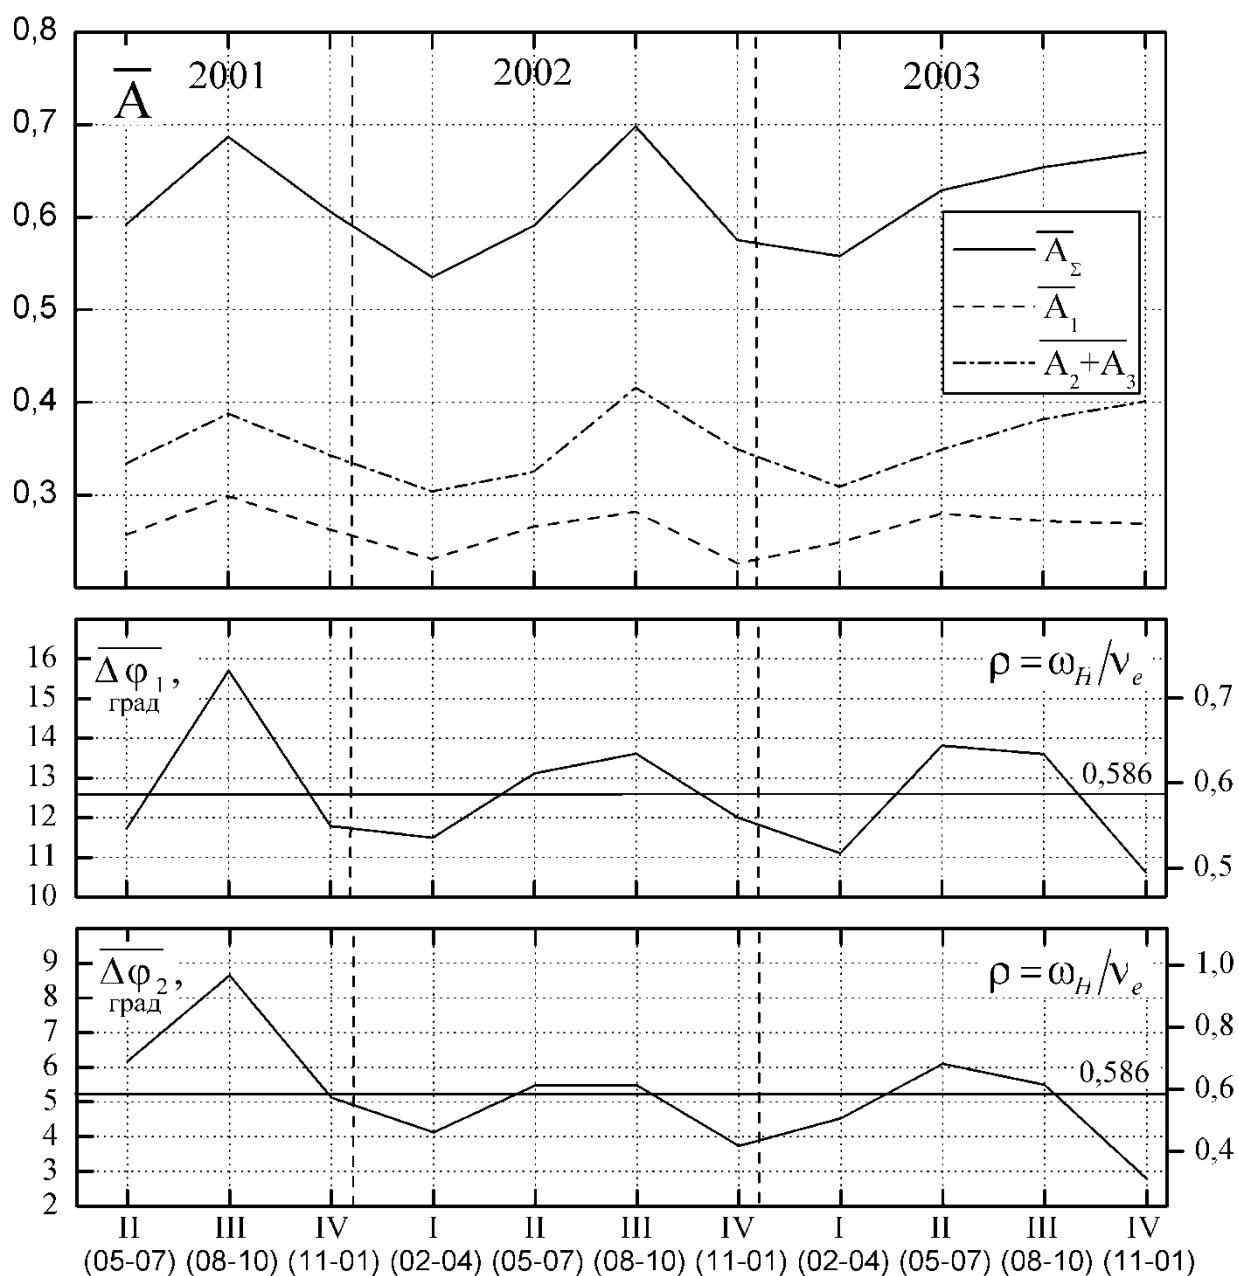 0,8
0,7
0,6
0,5
0,4
0,3
A̅
2001
2002
2003
A̅_Σ
A̅_1
A_2+A_3
16
15
14
13
12
11
10
Δφ_1,
град
ρ = ω_H/ν_e
0,7
0,6
0,5
0,586
9
8
7
6
5
4
3
2
Δφ_2,
град
ρ = ω_H/ν_e
1,0
0,8
0,6
0,4
0,586
II III IV I II III IV I II III IV
(05-07) (08-10) (11-01) (02-04) (05-07) (08-10) (11-01) (02-04) (05-07) (08-10) (11-01)